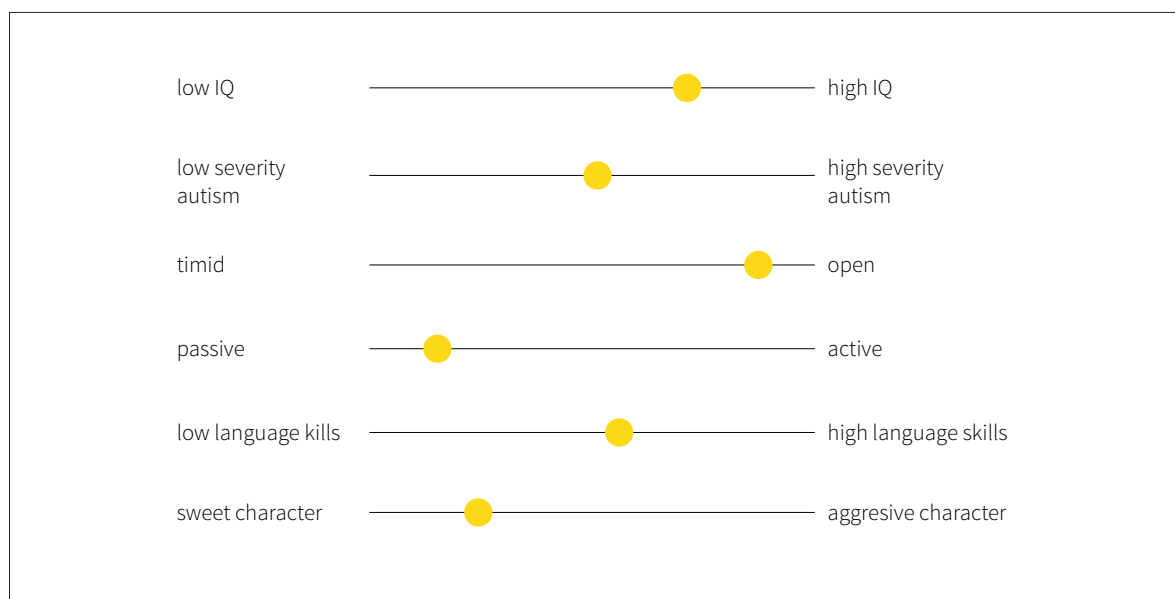 low IQ
high IQ
low severity
autism
high severity
autism
timid
open
passive
active
low language kills
high language skills
sweet character
aggresive character